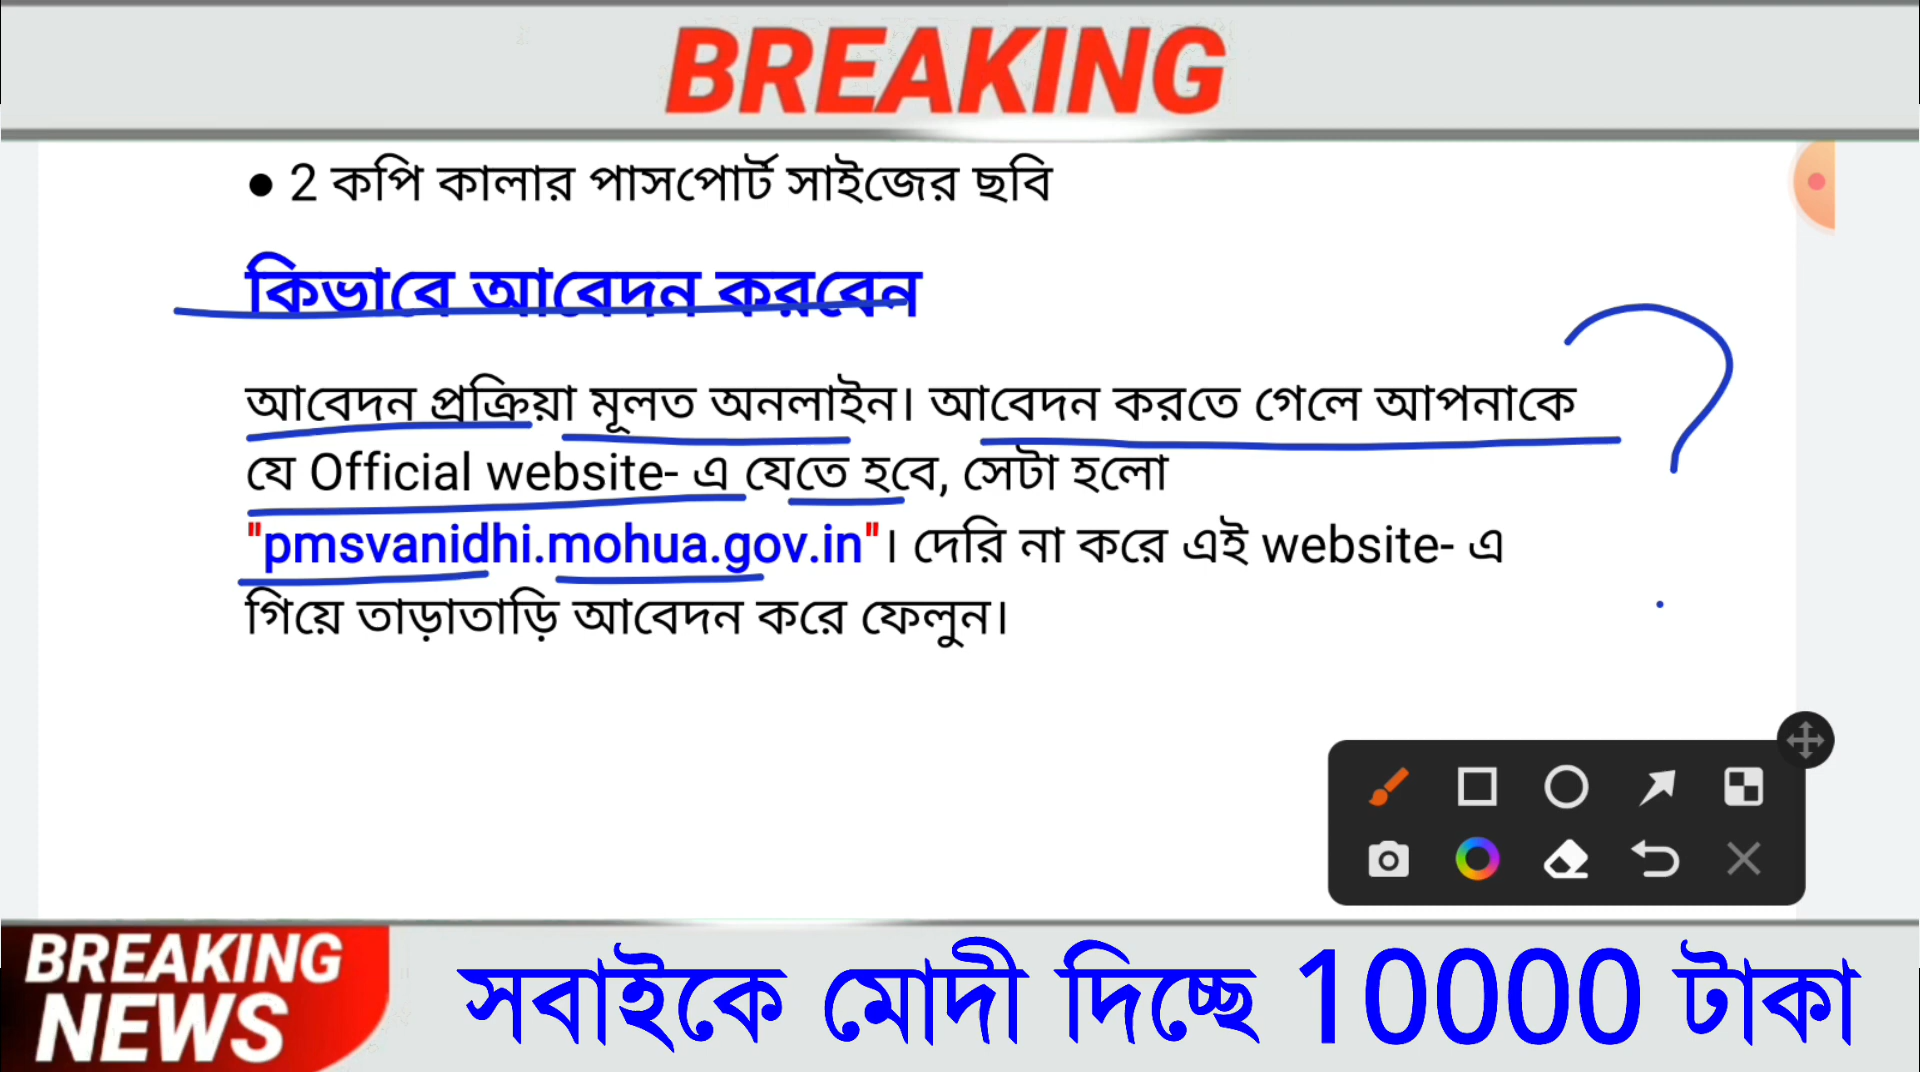 BREAKING
● 2 কপি কালার পাসপোর্ট সাইজের ছবি
কিভাবে আবেদন করবেন
আবেদন প্রক্রিয়া মূলত অনলাইন। আবেদন করতে গেলে আপনাকে
যে Official website- এ যেতে হবে, সেটা হলো
"pmsvanidhi.mohua.gov.in"। দেরি না করে এই website- এ
গিয়ে তাড়াতাড়ি আবেদন করে ফেলুন।
BREAKING
NEWS
সবাইকে মোদী দিচ্ছে 10000 টাকা